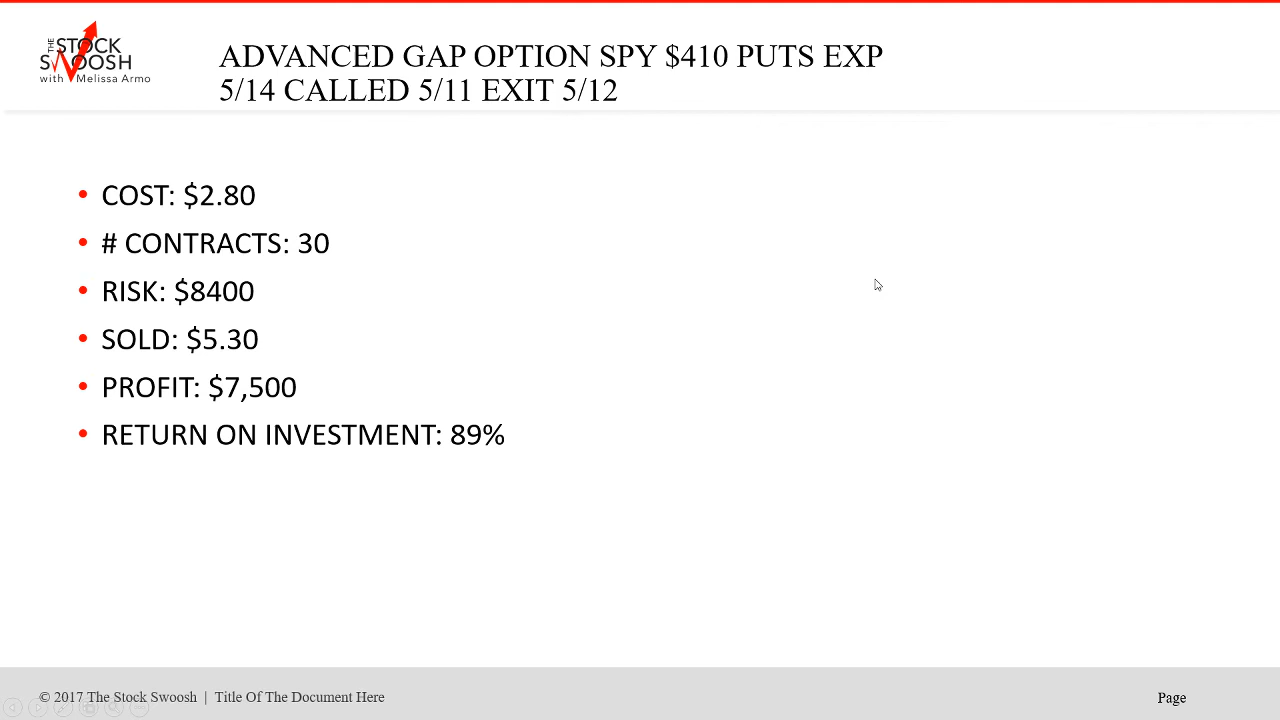 THE
STOCK
SWOOSH
with Melissa Armo
ADVANCED GAP OPTION SPY $410 PUTS EXP
5/14 CALLED 5/11 EXIT 5/12
• COST: $2.80
• # CONTRACTS: 30
• RISK: $8400
• SOLD: $5.30
• PROFIT: $7,500
• RETURN ON INVESTMENT: 89%
© 2017 The Stock Swoosh | Title Of The Document Here
Page